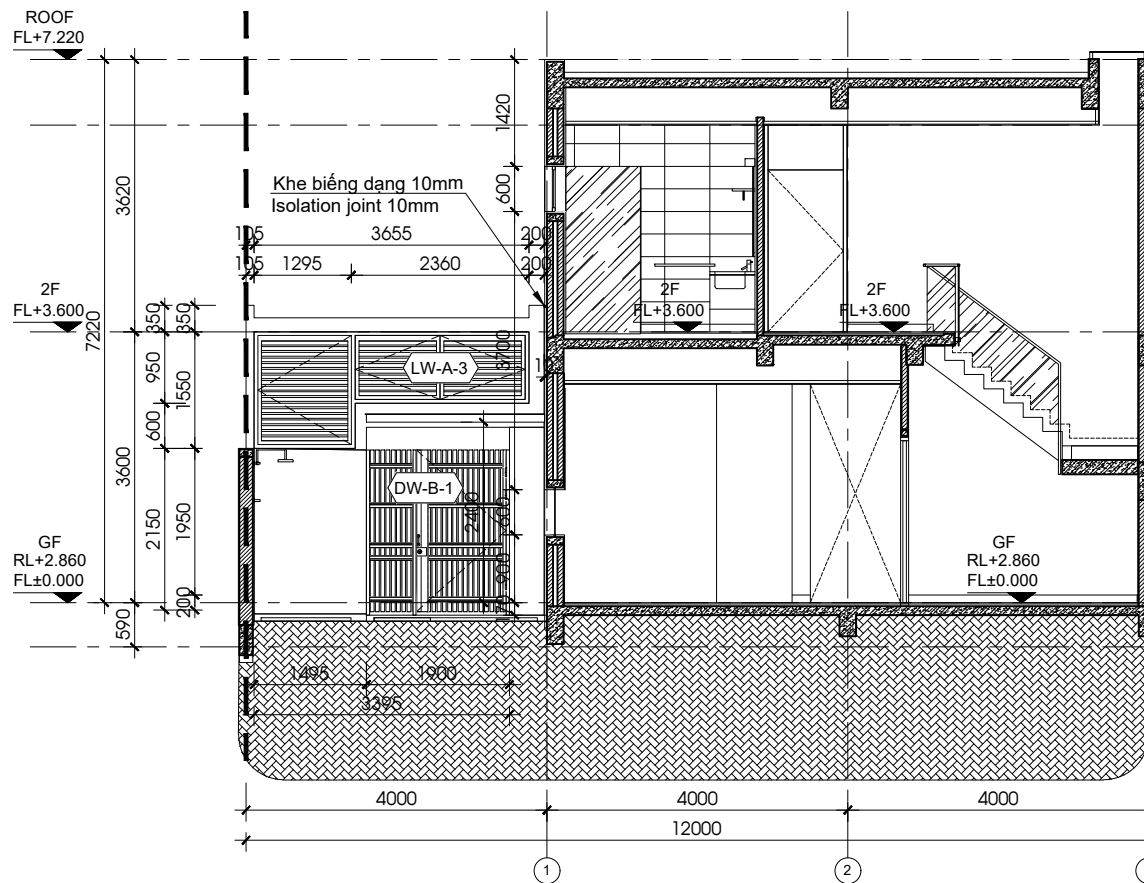 ROOF
FL+7.220
1420
3620
600
Khe biếng dạng 10mm
Isolation joint 10mm
105
3655
200
105
1295
2360
200
2F
FL+3.600
2F
FL+3.600
2F
FL+3.600
350
350
7220
3700
LW-A-3
950
1550
600
3600
DW-B-1
2400
600
2150
1950
GF
RL+2.860
FL±0.000
GF
RL+2.860
FL±0.000
900
200
170
590
1495
1900
3395
4000
4000
4000
12000
1
2